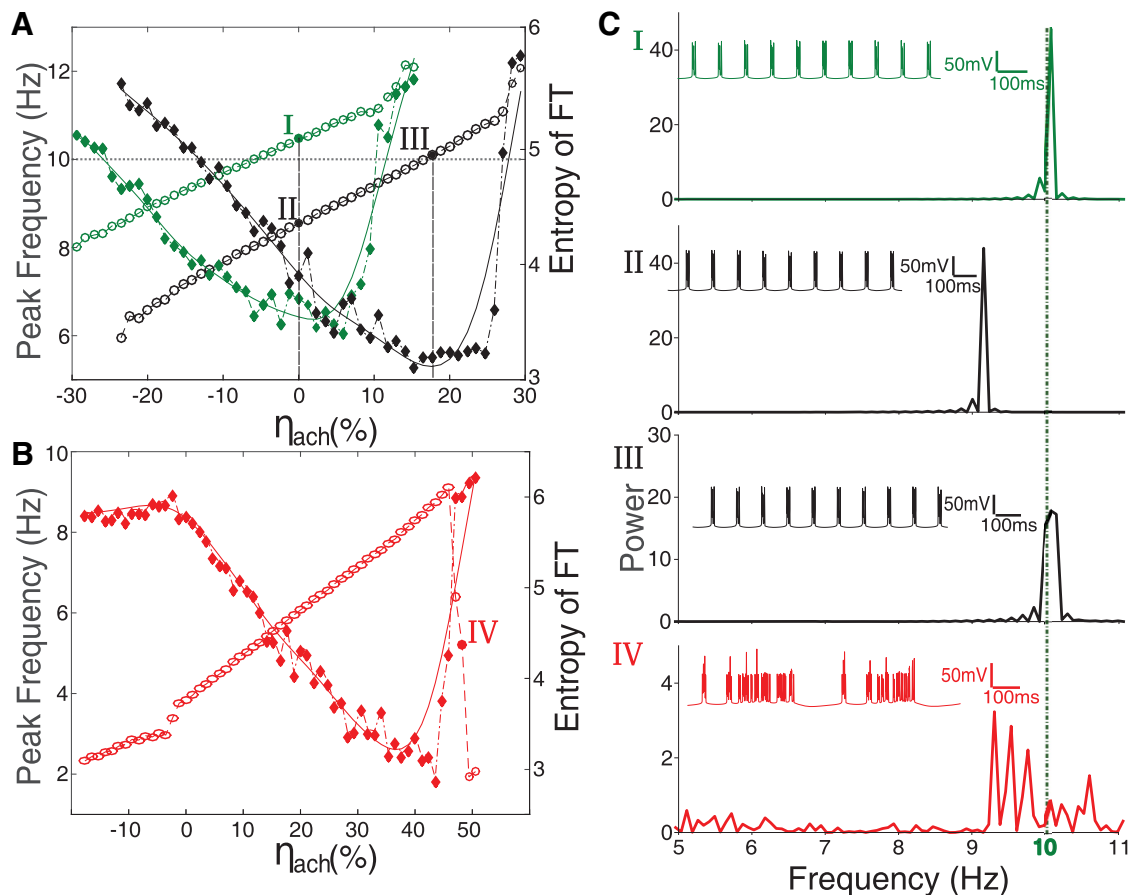 A
Peak Frequency (Hz)
12
10
8
6
I
II
III
6
5
4
3
Entropy of FT
-30
-20
-10
0
10
20
30
ηach(%)
B
Peak Frequency (Hz)
10
8
6
4
2
IV
6
5
4
3
Entropy of FT
-10
0
10
20
30
40
50
ηach(%)
C
I
40
20
0
50mV
100ms
II
40
20
0
50mV
100ms
III
30
20
10
0
50mV
100ms
Power
IV
4
2
0
50mV
100ms
5
6
7
8
9
10
11
Frequency (Hz)